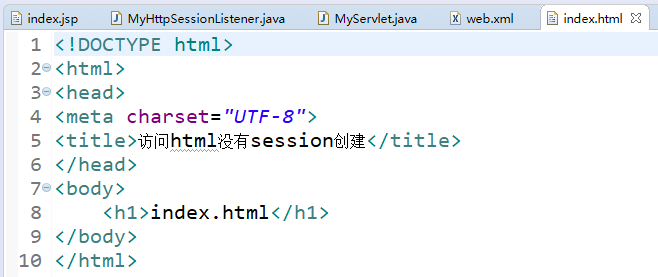 index.jsp MyHttpSessionListener.java MyServlet.java web.xml index.html
1 <!DOCTYPE html>
2 <html>
3 <head>
4 <meta charset="UTF-8">
5 <title>访问html没有session创建</title>
6 </head>
7 <body>
8 <h1>index.html</h1>
9 </body>
10 </html>